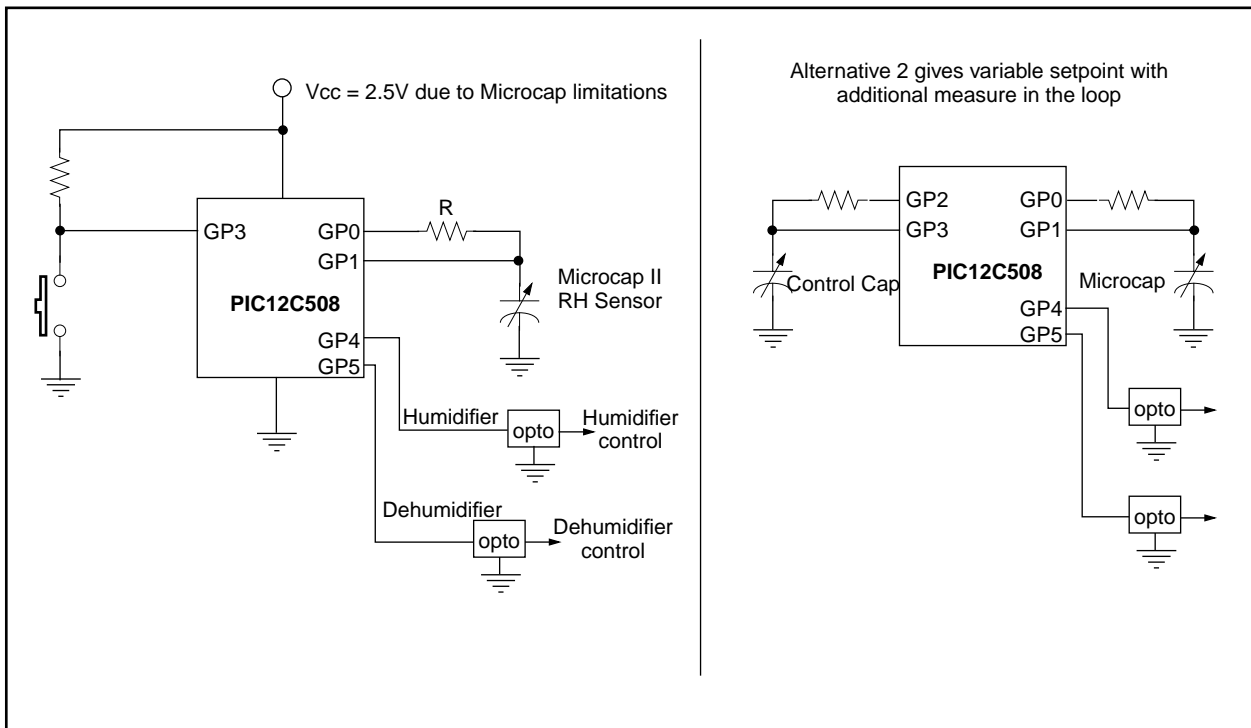 Vcc = 2.5V due to Microcap limitations
R
GP3
GP0
GP1
PIC12C508
Microcap II
RH Sensor
GP4
GP5
Humidifier
opto
Humidifier
control
Dehumidifier
opto
Dehumidifier
control
Alternative 2 gives variable setpoint with
additional measure in the loop
GP2
GP0
GP3
GP1
PIC12C508
Control Cap
Microcap
GP4
GP5
opto
opto